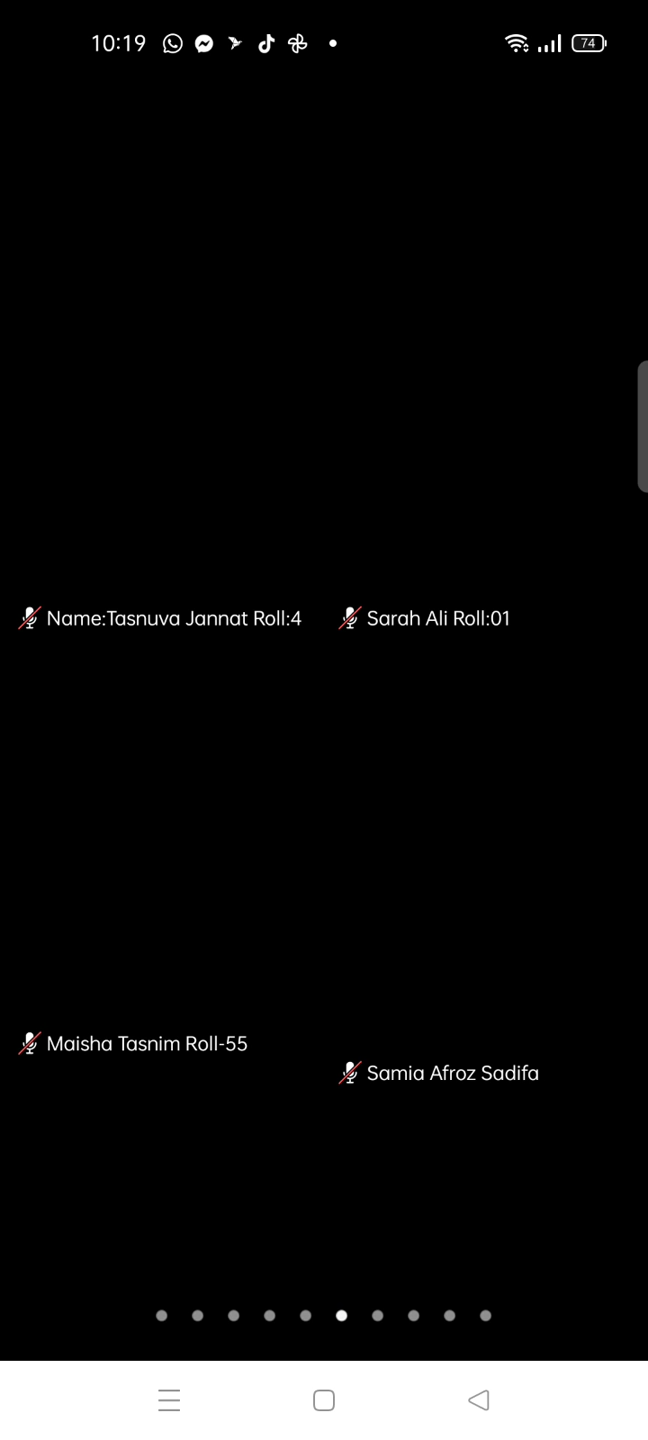 10:19
74
Name:Tasnuva Jannat Roll:4
Sarah Ali Roll:01
Maisha Tasnim Roll-55
Samia Afroz Sadifa